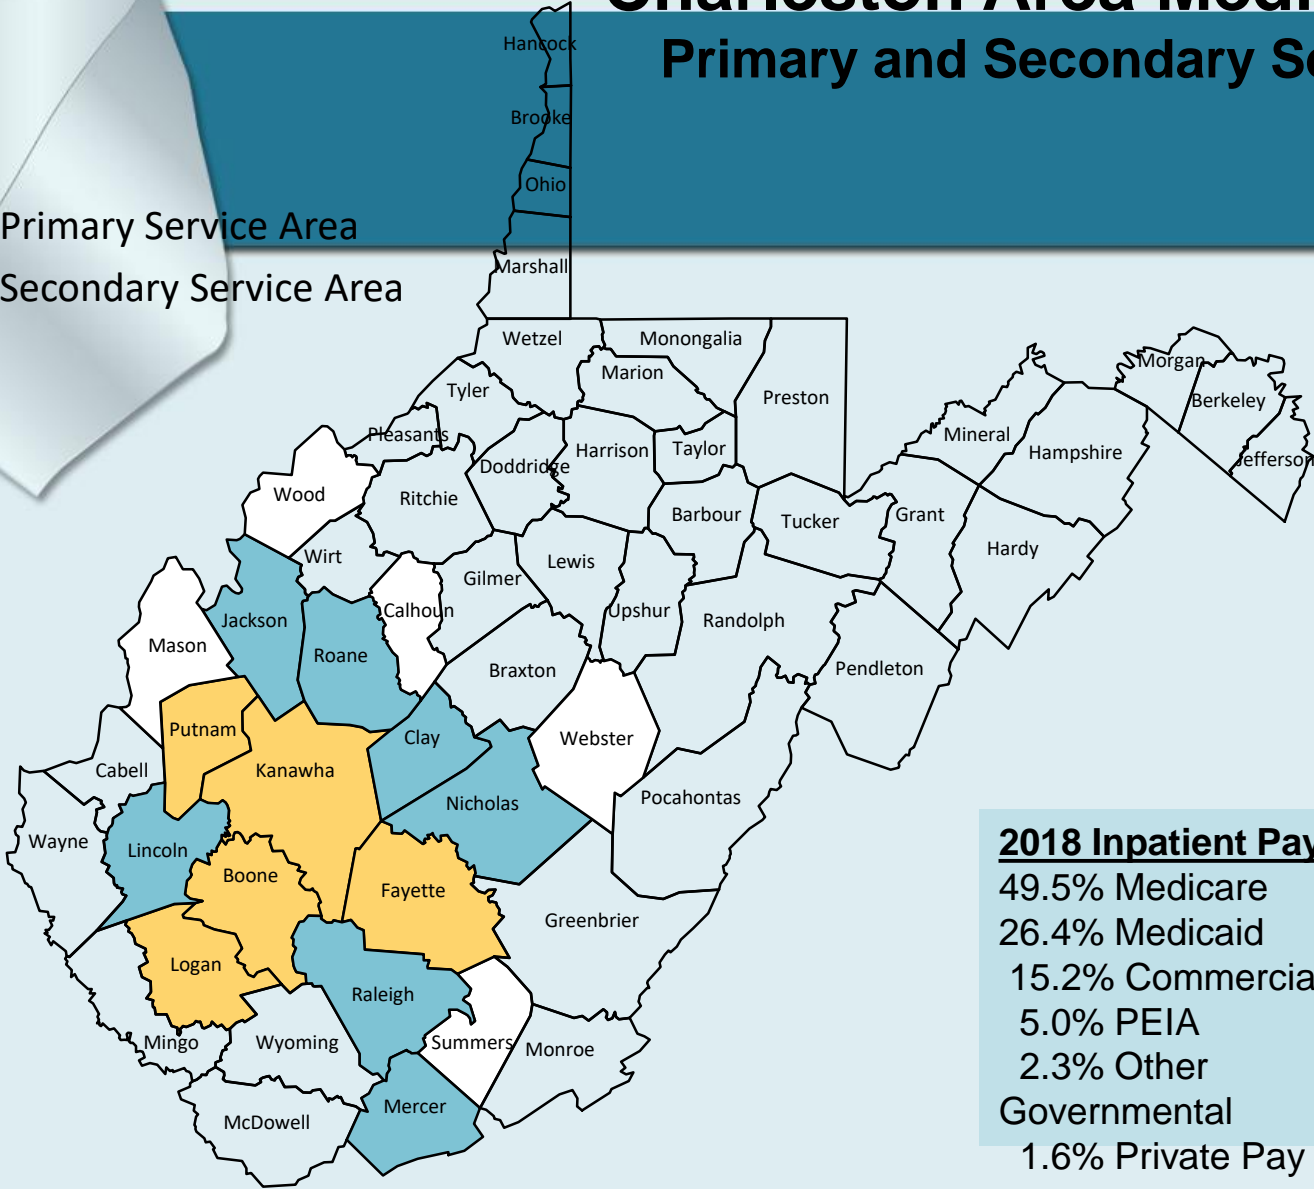 Charleston Area Medi
Primary and Secondary Se
Primary Service Area
Secondary Service Area
Hancock
Brooke
Ohio
Marshall
Wetzel
Monongalia
Marion
Tyler
Preston
Morgan
Berkeley
Jefferson
Mineral
Hampshire
Pleasants
Doddridge
Harrison
Taylor
Wood
Ritchie
Barbour
Tucker
Grant
Hardy
Wirt
Gilmer
Lewis
Upshur
Calhoun
Jackson
Randolph
Mason
Roane
Braxton
Pendleton
Putnam
Clay
Webster
Cabell
Kanawha
Nicholas
Pocahontas
Wayne
Lincoln
Boone
Fayette
Greenbrier
Logan
Raleigh
Mingo
Wyoming
Summers
Monroe
McDowell
Mercer
2018 Inpatient Pay
49.5% Medicare
26.4% Medicaid
15.2% Commercia
5.0% PEIA
2.3% Other
Governmental
1.6% Private Pay